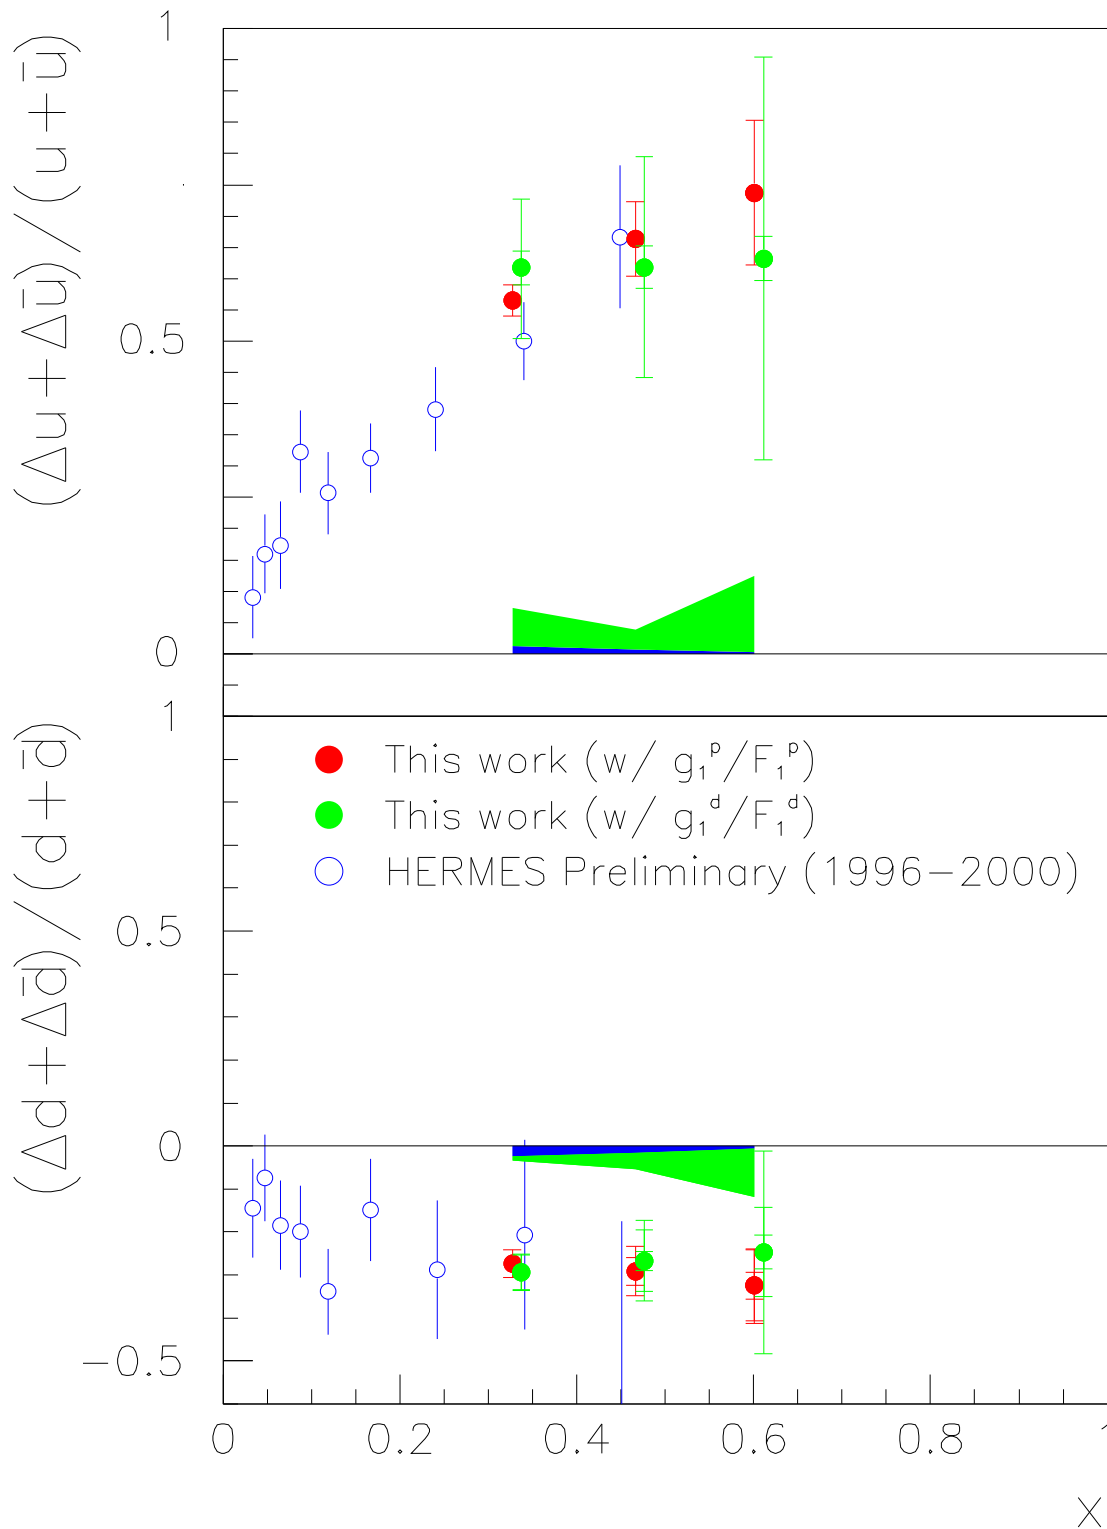 1
(Δu+Δū)/(u+ū)
0.5
0
1
(Δd+Δd̄)/(d+d̄)
This work (w/ g₁ᵖ/F₁ᵖ)
This work (w/ g₁ᵈ/F₁ᵈ)
HERMES Preliminary (1996−2000)
0.5
0
−0.5
0 0.2 0.4 0.6 0.8
x